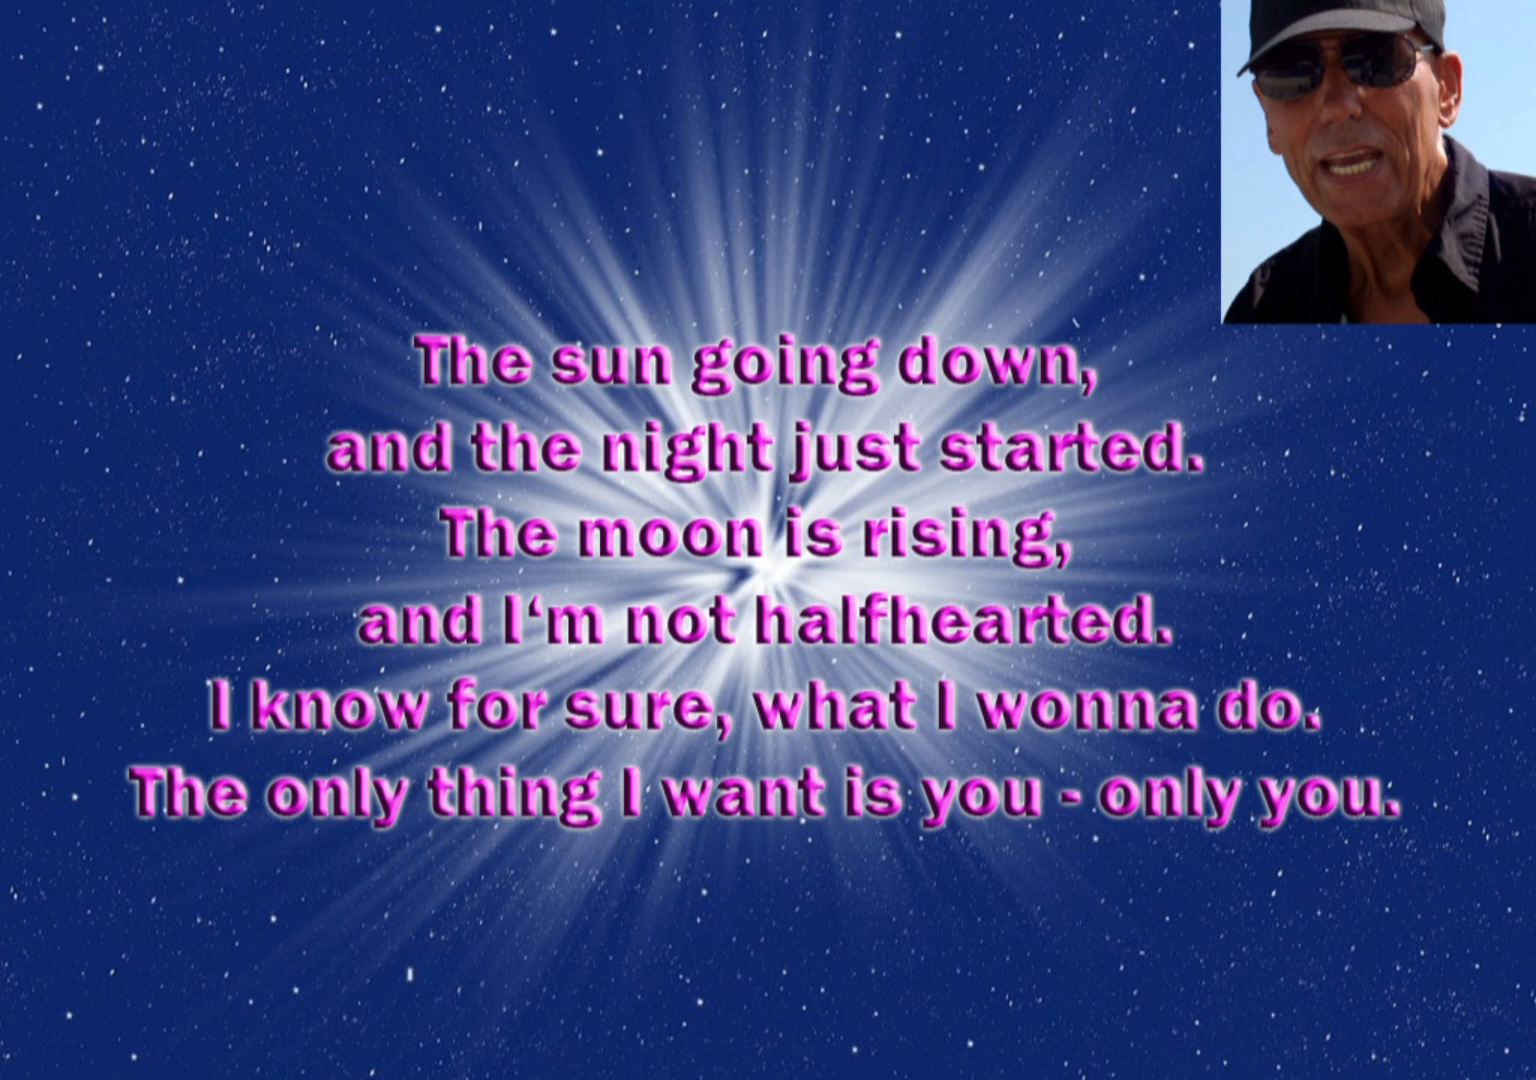 The sun going down,
and the night just started.
The moon is rising,
and I‘m not halfhearted.
I know for sure, what I wonna do.
The only thing I want is you - only you.